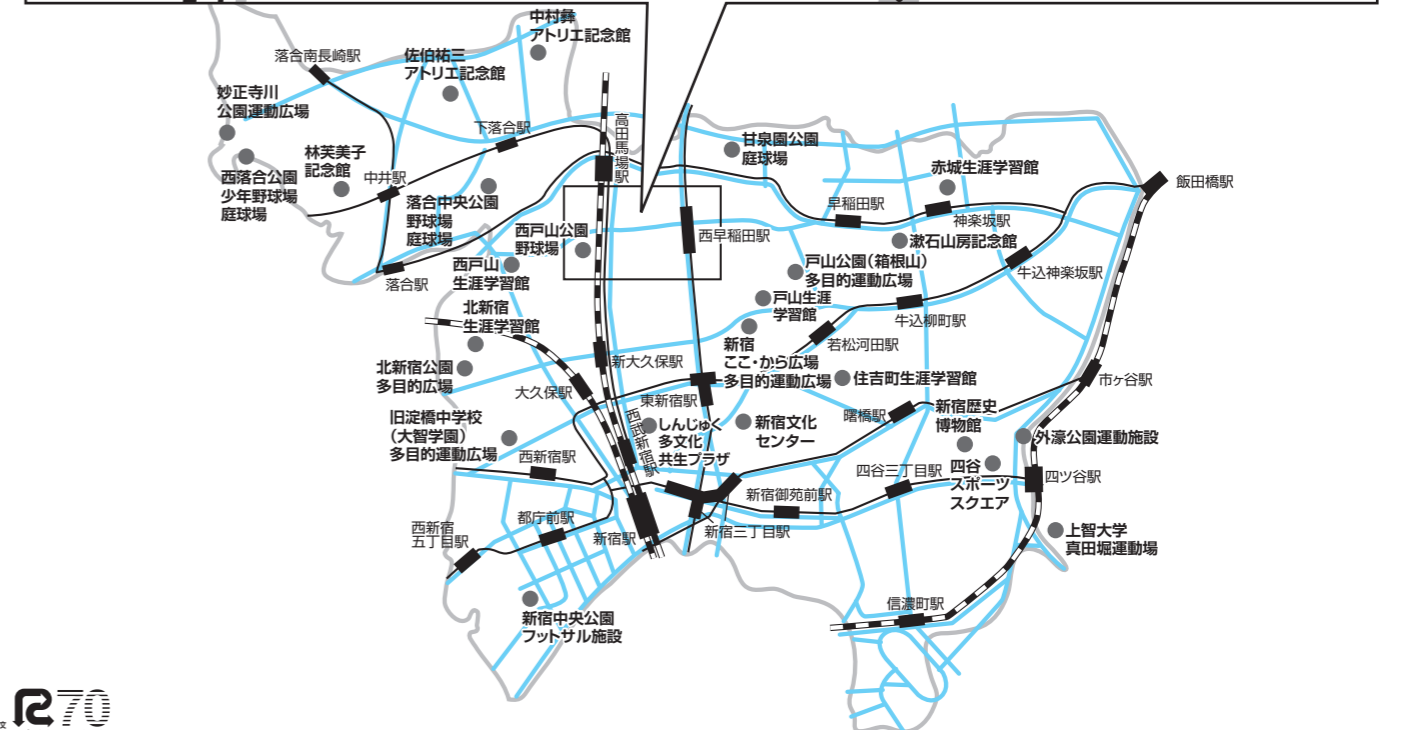 中村彝
アトリエ記念館
落合南長崎駅
佐伯祐三
アトリエ記念館
妙正寺川
公園運動広場
高田馬場駅
下落合駅
甘泉園公園
庭球場
林芙美子
記念館
中井駅
赤城生涯学習館
飯田橋駅
西落合公園
少年野球場
庭球場
落合中央公園
野球場
庭球場
早稲田駅
神楽坂駅
西戸山公園
野球場
西早稲田駅
漱石山房記念館
西戸山
生涯学習館
戸山公園(箱根山)
多目的運動広場
牛込神楽坂駅
落合駅
戸山生涯
学習館
北新宿
生涯学習館
牛込柳町駅
新宿
ここ・から広場
多目的運動広場
若松河田駅
新大久保駅
北新宿公園
多目的広場
大久保駅
住吉町生涯学習館
市ヶ谷駅
東新宿駅
曙橋駅
新宿歴史
博物館
旧淀橋中学校
(大智学園)
多目的運動広場
西武新宿駅
しんじゅく
多文化
共生プラザ
新宿文化
センター
外濠公園運動施設
西新宿駅
四谷三丁目駅
四谷
スポーツ
スクエア
四ツ谷駅
新宿御苑前駅
西新宿
五丁目駅
都庁前駅
新宿駅
新宿三丁目駅
上智大学
真田堀運動場
信濃町駅
新宿中央公園
フットサル施設
R70